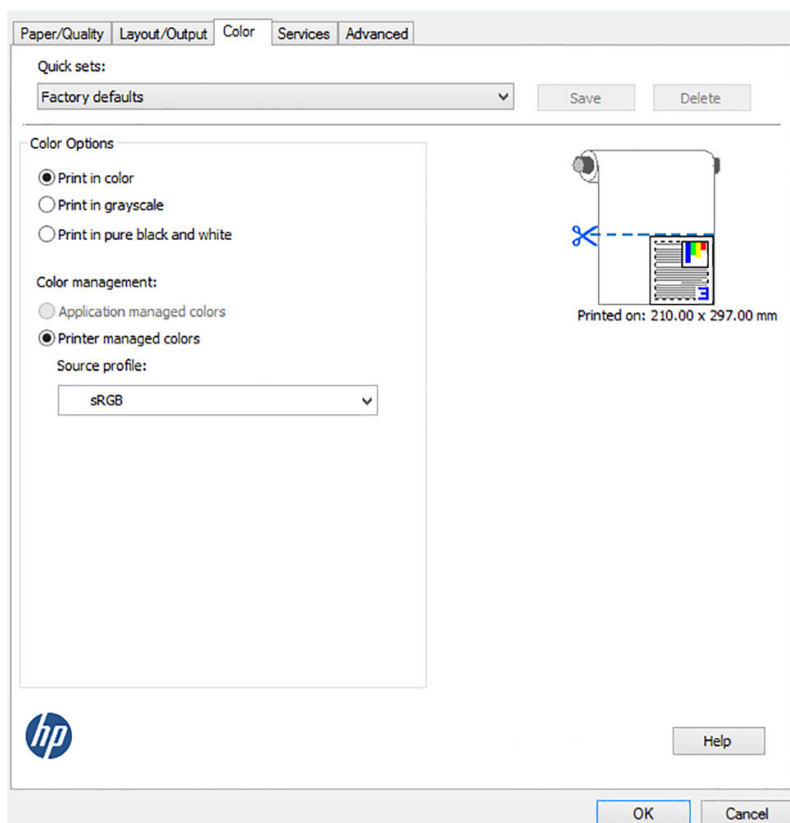 Paper/Quality Layout/Output Color Services Advanced
Quick sets:
Factory defaults Save Delete
Color Options
Print in color
Print in grayscale
Print in pure black and white
Color management:
Application managed colors
Printed on: 210.00 x 297.00 mm
Printer managed colors
Source profile:
sRGB
hp
Help
OK Cancel